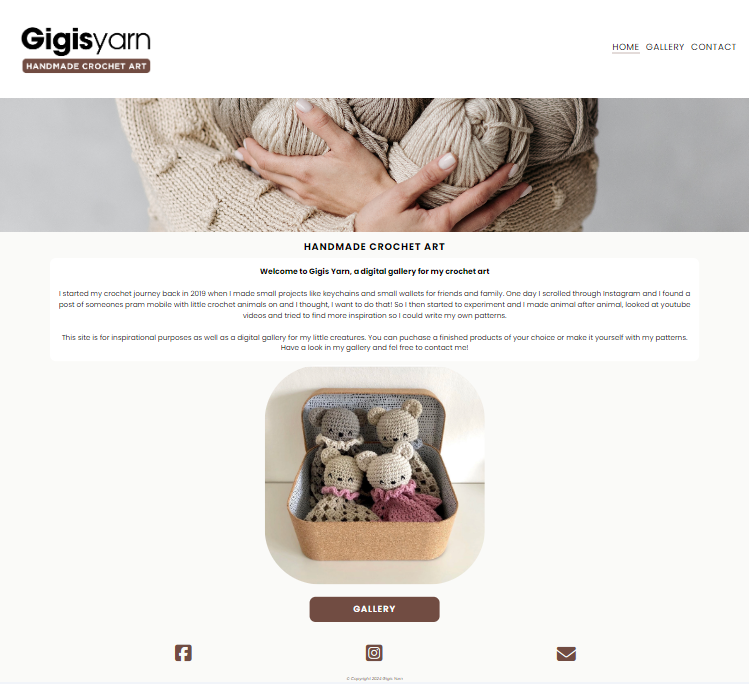 Gigisyarn
HANDMADE CROCHET ART
HOME GALLERY CONTACT
HANDMADE CROCHET ART
Welcome to Gigis Yarn, a digital gallery for my crochet art
I started my crochet journey back in 2019 when I made small projects like keychains and small wallets for friends and family. One day I scrolled through Instagram and I found a
post of someones pram mobile with little crochet animals on and I thought, I want to do that! So I then started to experiment and I made animal after animal, looked at youtube
videos and tried to find more inspiration so I could write my own patterns.
This site is for inspirational purposes as well as a digital gallery for my little creatures. You can puchase a finished products of your choice or make it yourself with my patterns.
Have a look in my gallery and fel free to contact me!
GALLERY
© Copyright 2024 Gigis Yarn